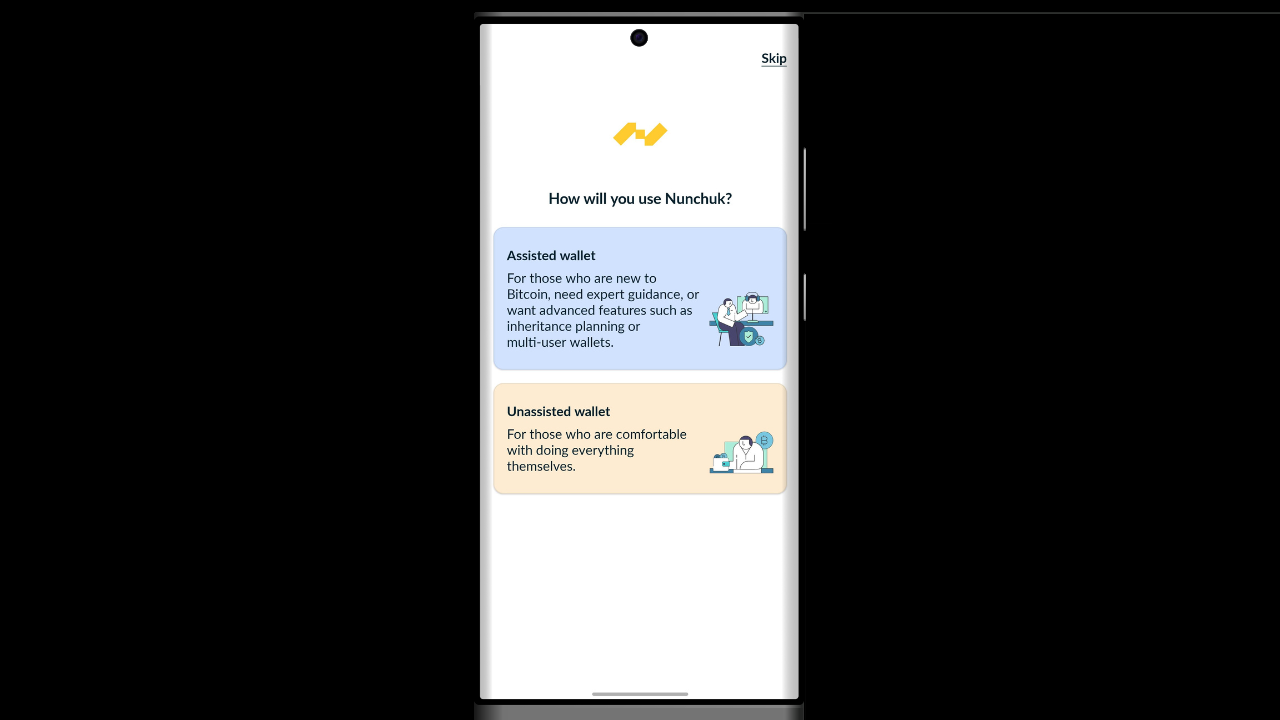 Skip
How will you use Nunchuk?
Assisted wallet
For those who are new to
Bitcoin, need expert guidance, or
want advanced features such as
inheritance planning or
multi-user wallets.
Unassisted wallet
For those who are comfortable
with doing everything
themselves.